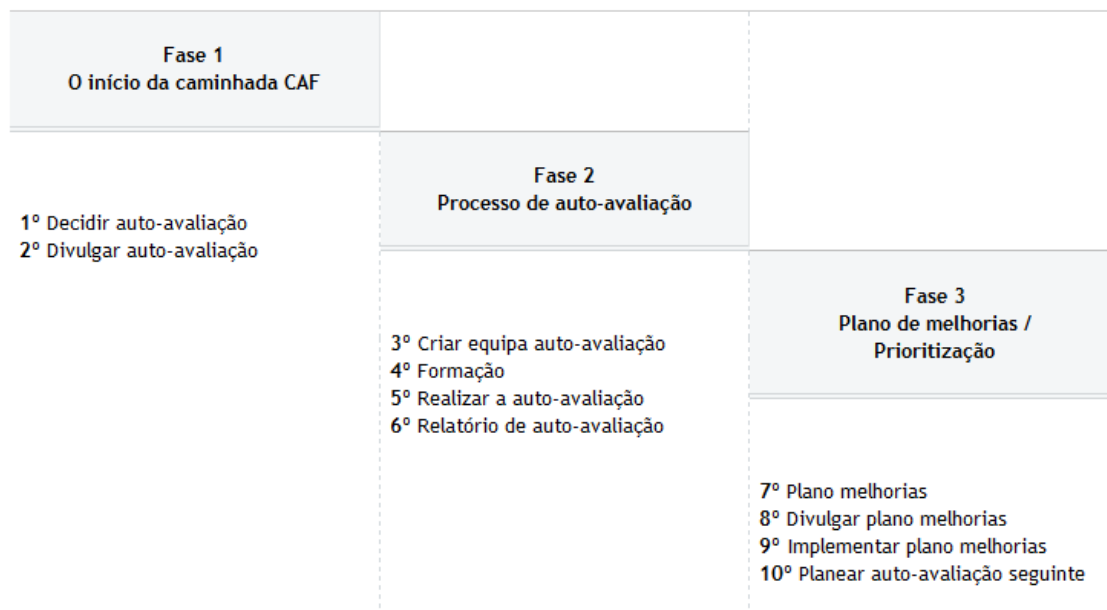 Fase 1
O início da caminhada CAF
1º Decidir auto-avaliação
2º Divulgar auto-avaliação
Fase 2
Processo de auto-avaliação
3º Criar equipa auto-avaliação
4º Formação
5º Realizar a auto-avaliação
6º Relatório de auto-avaliação
Fase 3
Plano de melhorias /
Prioritização
7º Plano melhorias
8º Divulgar plano melhorias
9º Implementar plano melhorias
10º Planear auto-avaliação seguinte